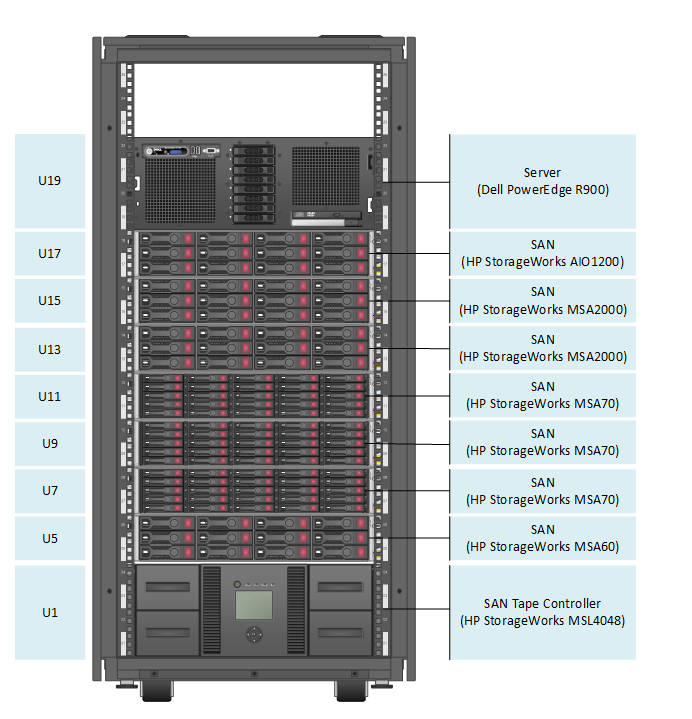 U19
Server
(Dell PowerEdge R900)
U17
SAN
(HP StorageWorks AIO1200)
U15
SAN
(HP StorageWorks MSA2000)
U13
SAN
(HP StorageWorks MSA2000)
U11
SAN
(HP StorageWorks MSA70)
U9
SAN
(HP StorageWorks MSA70)
U7
SAN
(HP StorageWorks MSA70)
U5
SAN
(HP StorageWorks MSA60)
U1
SAN Tape Controller
(HP StorageWorks MSL4048)